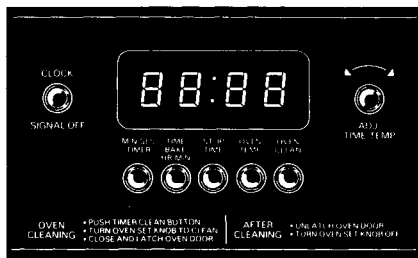 CLOCK
SIGNAL OFF
88:88
ADJ
TIME TEMP
MIN/SEC
TIMER
TIME
BAKE
HR/MIN
STOP
TIME
OVEN
TEMP
OVEN
CLEAN
OVEN
CLEANING
• PUSH TIMER CLEAN BUTTON
• TURN OVEN SET KNOB TO CLEAN
• CLOSE AND LATCH OVEN DOOR
AFTER
CLEANING
• UNLATCH OVEN DOOR
• TURN OVEN SET KNOB OFF